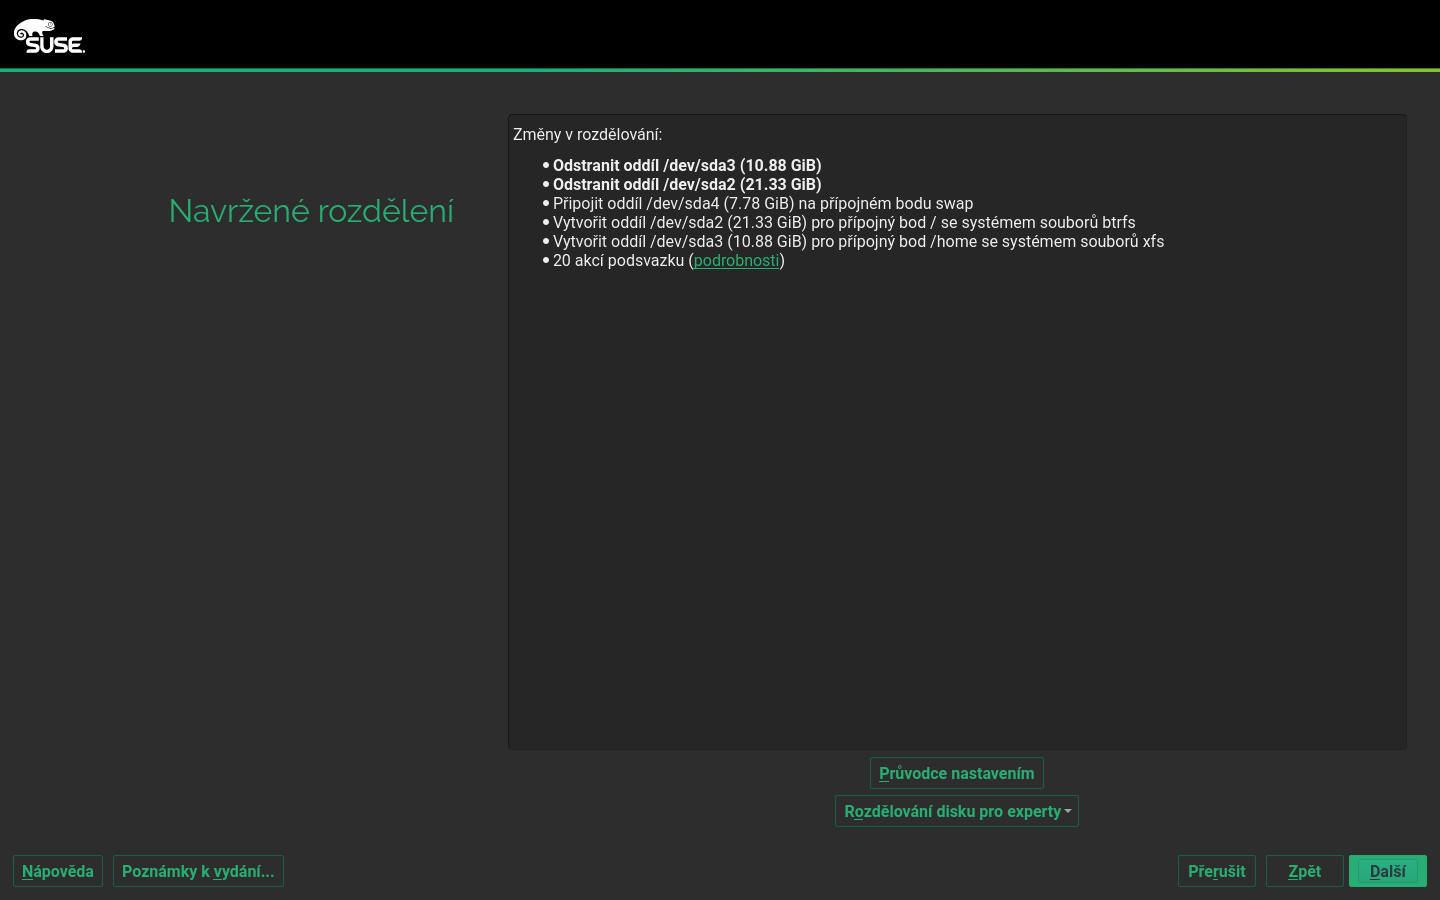 SUSE
Navržené rozdělení
Změny v rozdělování:
Odstranit oddíl /dev/sda3 (10.88 GiB)
Odstranit oddíl /dev/sda2 (21.33 GiB)
Připojit oddíl /dev/sda4 (7.78 GiB) na přípojném bodu swap
Vytvořit oddíl /dev/sda2 (21.33 GiB) pro přípojný bod / se systémem souborů btrfs
Vytvořit oddíl /dev/sda3 (10.88 GiB) pro přípojný bod /home se systémem souborů xfs
20 akcí podsvazku (podrobnosti)
Průvodce nastavením
Rozdělování disku pro experty
Nápověda
Poznámky k vydání...
Přerušit
Zpět
Další